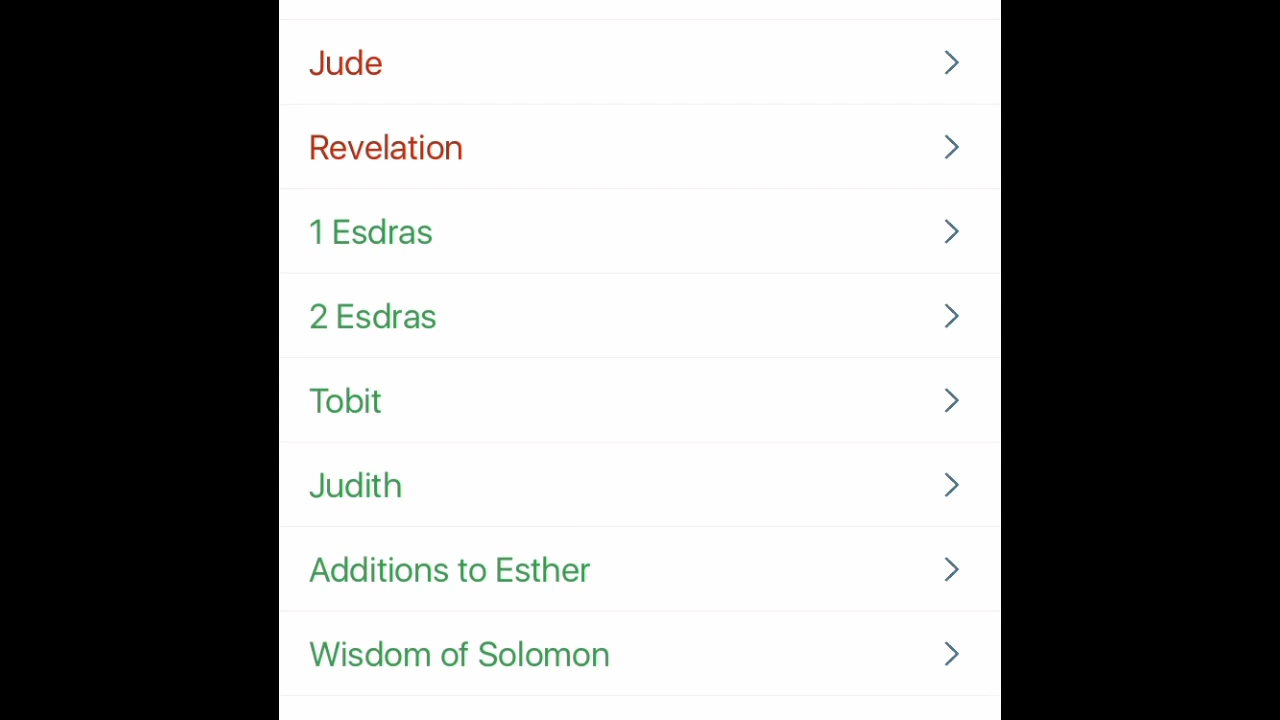 Jude
Revelation
1 Esdras
2 Esdras
Tobit
Judith
Additions to Esther
Wisdom of Solomon